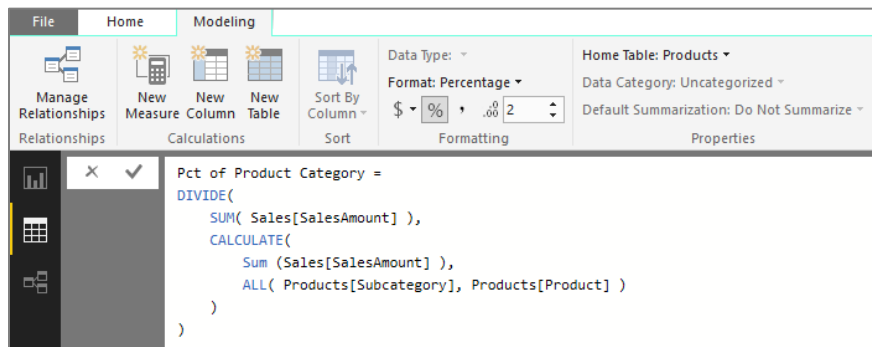 File Home Modeling
Data Type:
Home Table: Products
Format: Percentage
Data Category: Uncategorized
Manage Relationships
New Measure
New Column
New Table
Sort By Column
$ % , .00 2
Default Summarization: Do Not Summarize
Relationships Calculations Sort Formatting Properties
Pct of Product Category =
DIVIDE(
SUM( Sales[SalesAmount] ),
CALCULATE(
Sum (Sales[SalesAmount] ),
ALL( Products[Subcategory], Products[Product] )
)
)